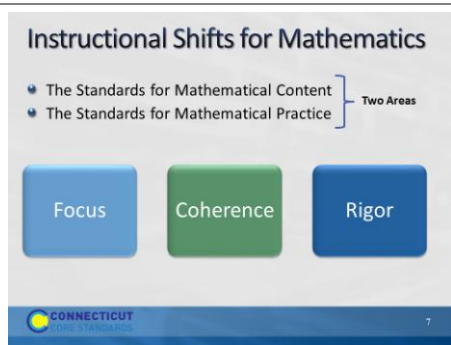 Instructional Shifts for Mathematics
The Standards for Mathematical Content
The Standards for Mathematical Practice
Two Areas
Focus
Coherence
Rigor
CONNECTICUT
CORE STANDARDS
7